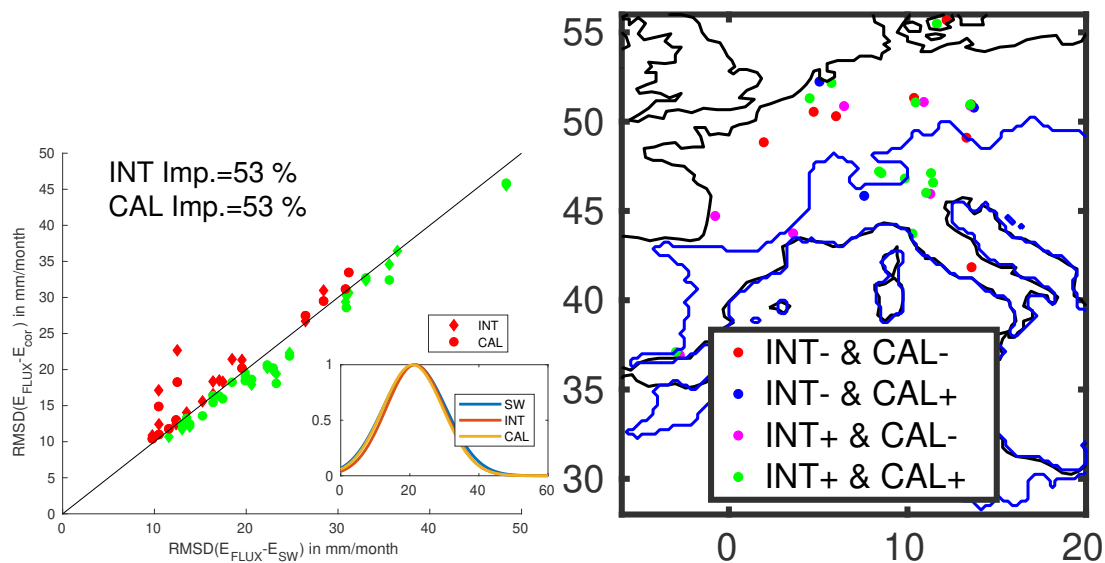 INT Imp.=53 %
CAL Imp.=53 %
50
45
40
35
30
25
20
15
10
5
0
0
10
20
30
40
50
RMSD(E_FLUX-E_cor) in mm/month
RMSD(E_FLUX-E_SW) in mm/month
INT
CAL
1
0.5
0
0
20
40
60
SW
INT
CAL
55
50
45
40
35
30
0
10
20
INT- & CAL-
INT- & CAL+
INT+ & CAL-
INT+ & CAL+